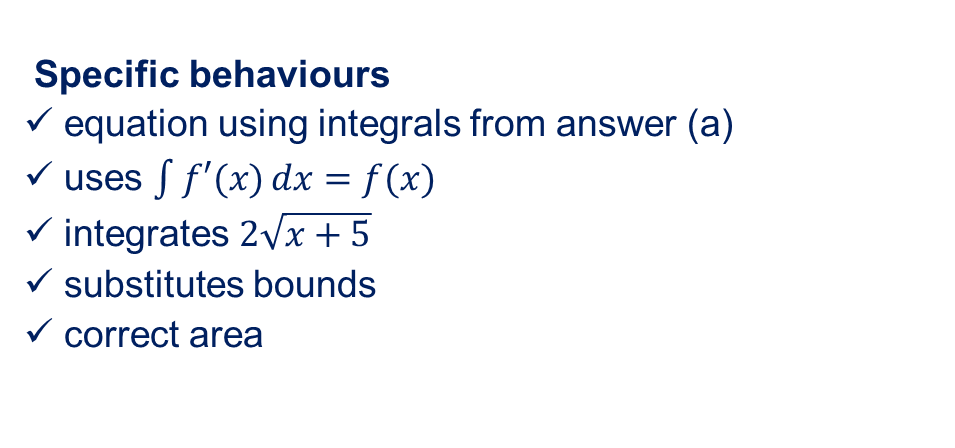 Specific behaviours
✓ equation using integrals from answer (a)
✓ uses ∫ f′(x) dx = f(x)
✓ integrates 2√(x + 5)
✓ substitutes bounds
✓ correct area